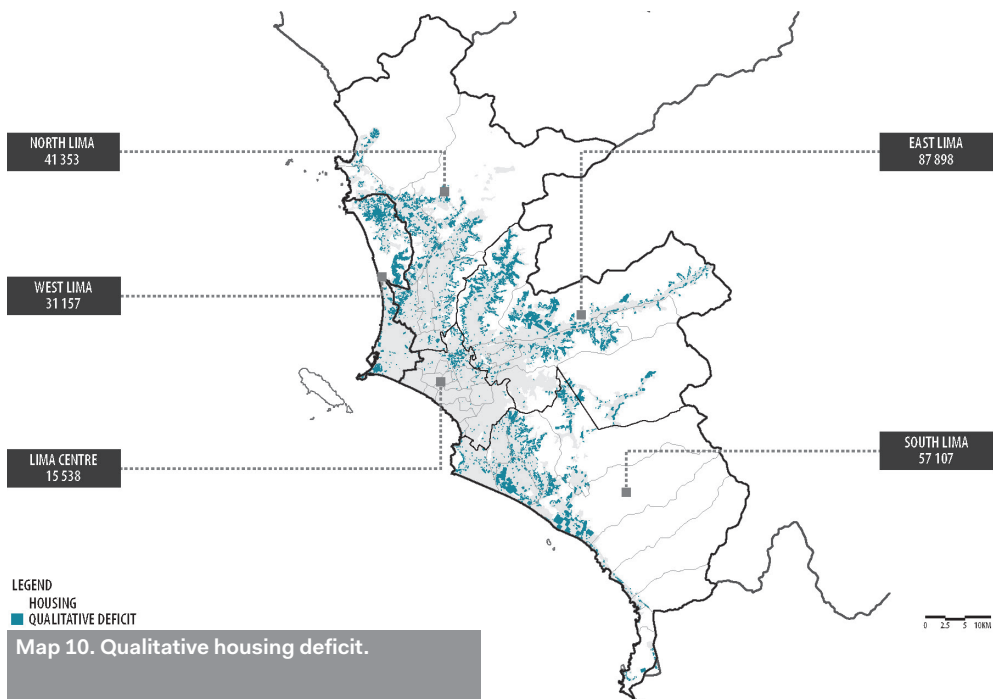 NORTH LIMA
41 353
EAST LIMA
87 898
WEST LIMA
31 157
LIMA CENTRE
15 538
SOUTH LIMA
57 107
LEGEND
HOUSING
QUALITATIVE DEFICIT
0 2.5 5 10KM
Map 10. Qualitative housing deficit.